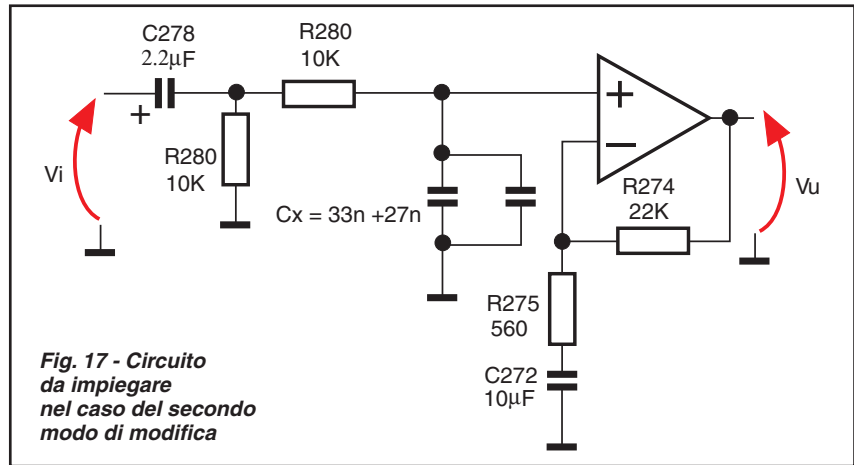 C278
2.2µF
R280
10K
+
R280
10K
Vi
Cx = 33n +27n
+
−
R274
22K
Vu
R275
560
C272
10µF
Fig. 17 - Circuito
da impiegare
nel caso del secondo
modo di modifica